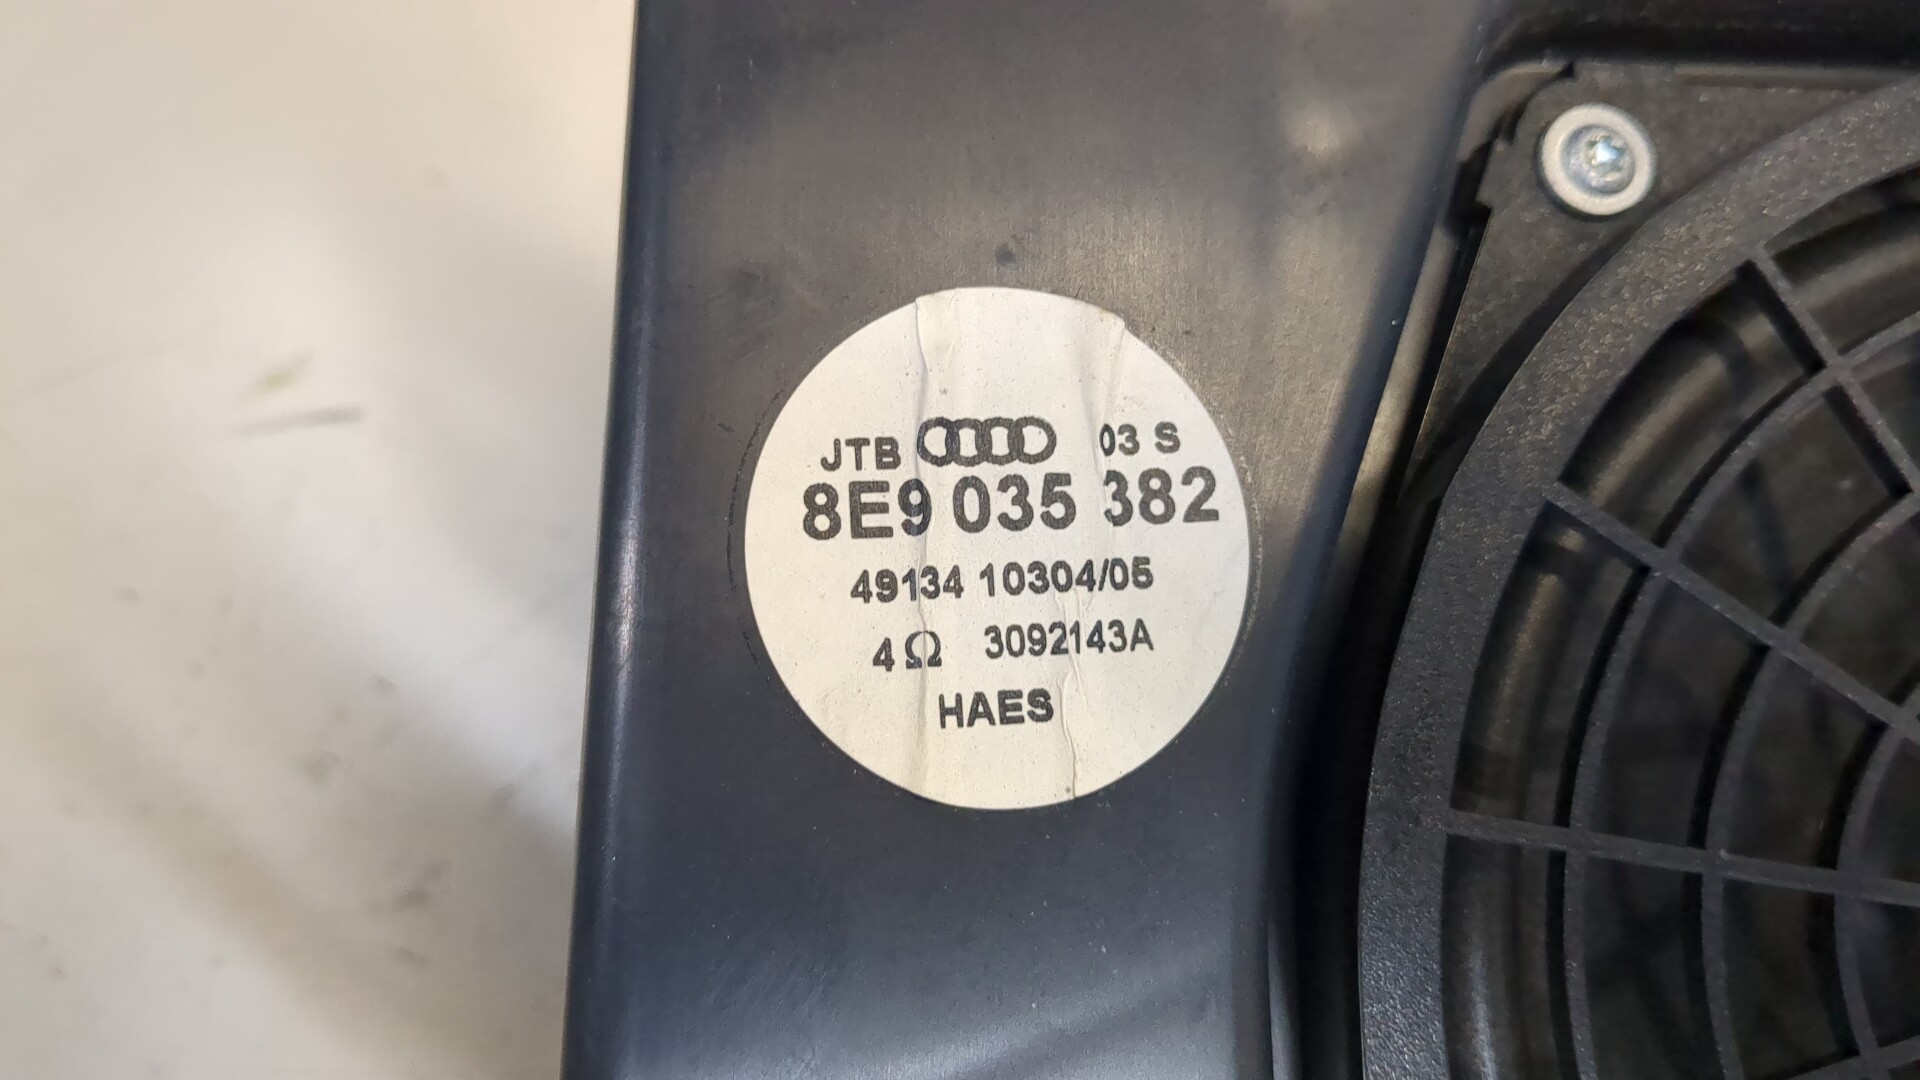 JTB 03 S
8E9 035 382
49134 10304/05
4Ω 3092143A
HAES